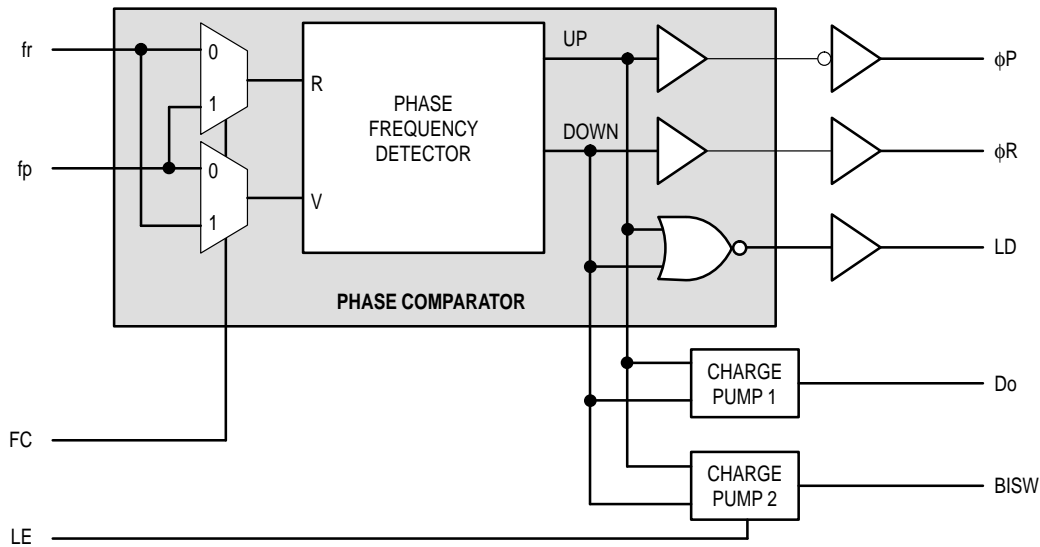 fr
0
1
R
PHASE
FREQUENCY
DETECTOR
UP
ϕP
DOWN
ϕR
fp
0
1
V
LD
PHASE COMPARATOR
CHARGE
PUMP 1
Do
FC
CHARGE
PUMP 2
BISW
LE